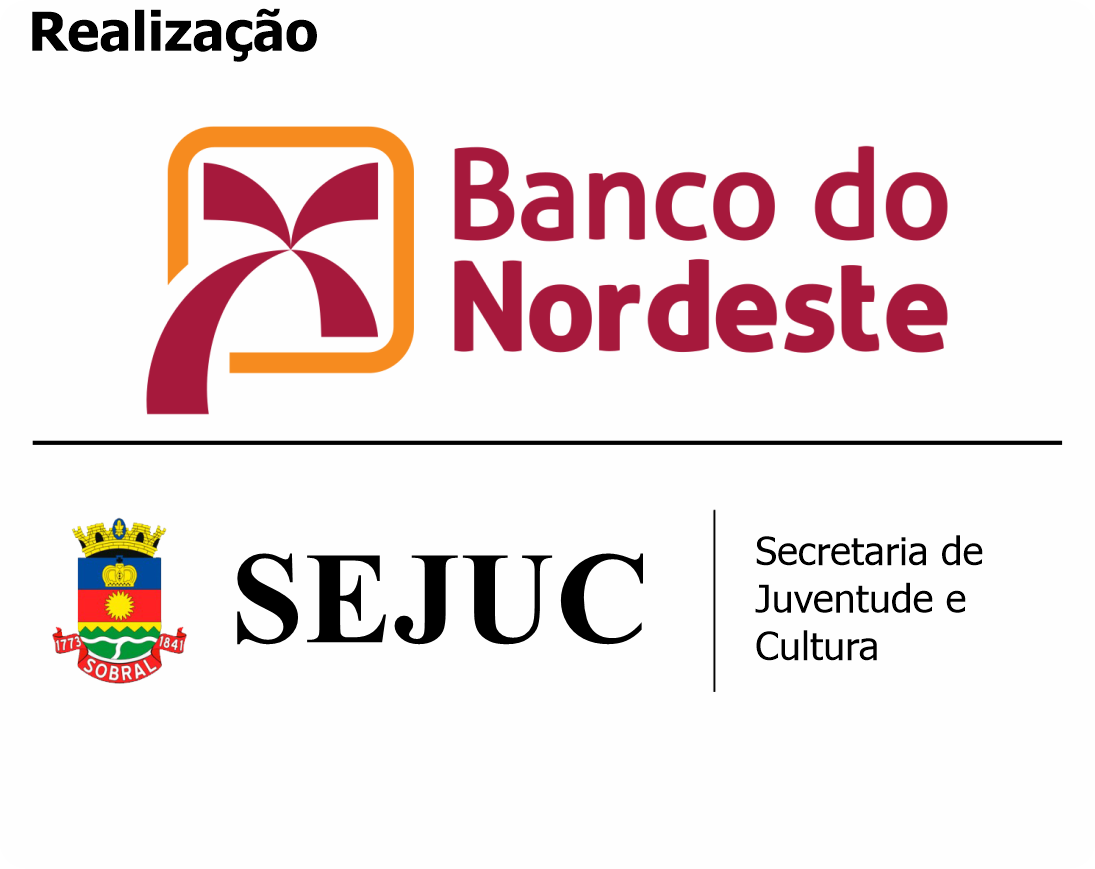 Realização
Banco do
Nordeste
SEJUC
Secretaria de
Juventude e
Cultura
1773
1841
SOBRAL